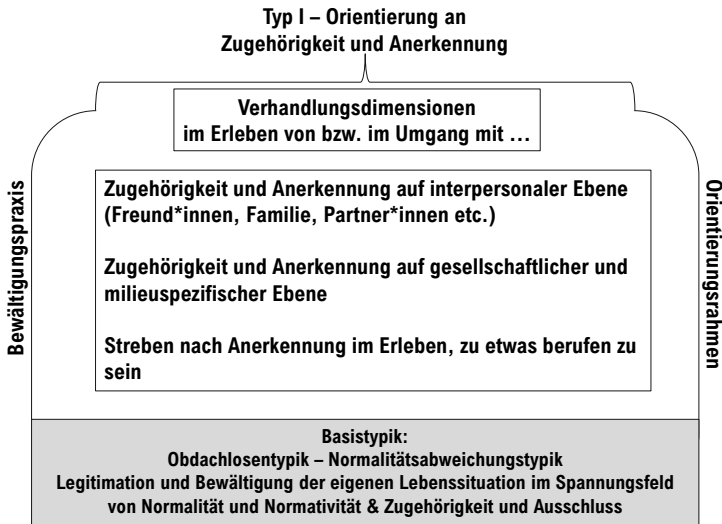 Typ I – Orientierung an
Zugehörigkeit und Anerkennung
Verhandlungsdimensionen
im Erleben von bzw. im Umgang mit …
Bewältigungspraxis
Zugehörigkeit und Anerkennung auf interpersonaler Ebene
(Freund*innen, Familie, Partner*innen etc.)
Zugehörigkeit und Anerkennung auf gesellschaftlicher und
milieuspezifischer Ebene
Streben nach Anerkennung im Erleben, zu etwas berufen zu
sein
Orientierungsrahmen
Basistypik:
Obdachlosentypik – Normalitätsabweichungstypik
Legitimation und Bewältigung der eigenen Lebenssituation im Spannungsfeld
von Normalität und Normativität & Zugehörigkeit und Ausschluss